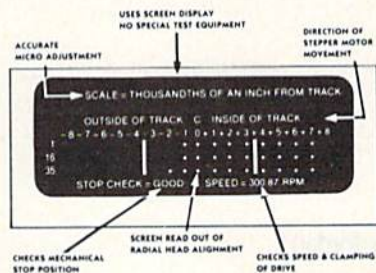 USES SCREEN DISPLAY
NO SPECIAL TEST EQUIPMENT
ACCURATE
MICRO ADJUSTMENT
DIRECTION OF
STEPPER MOTOR
MOVEMENT
SCALE = THOUSANDTHS OF AN INCH FROM TRACK
OUTSIDE OF TRACK C INSIDE OF TRACK
-8-7-6-5-4-3-2-1 0+1+2+3+4+5+6+7+8
1
16
35
STOP CHECK = GOOD SPEED = 300.87 RPM
CHECKS MECHANICAL
STOP POSITION
SCREEN READ OUT OF
RADIAL HEAD ALIGNMENT
CHECKS SPEED & CLAMPING
OF DRIVE